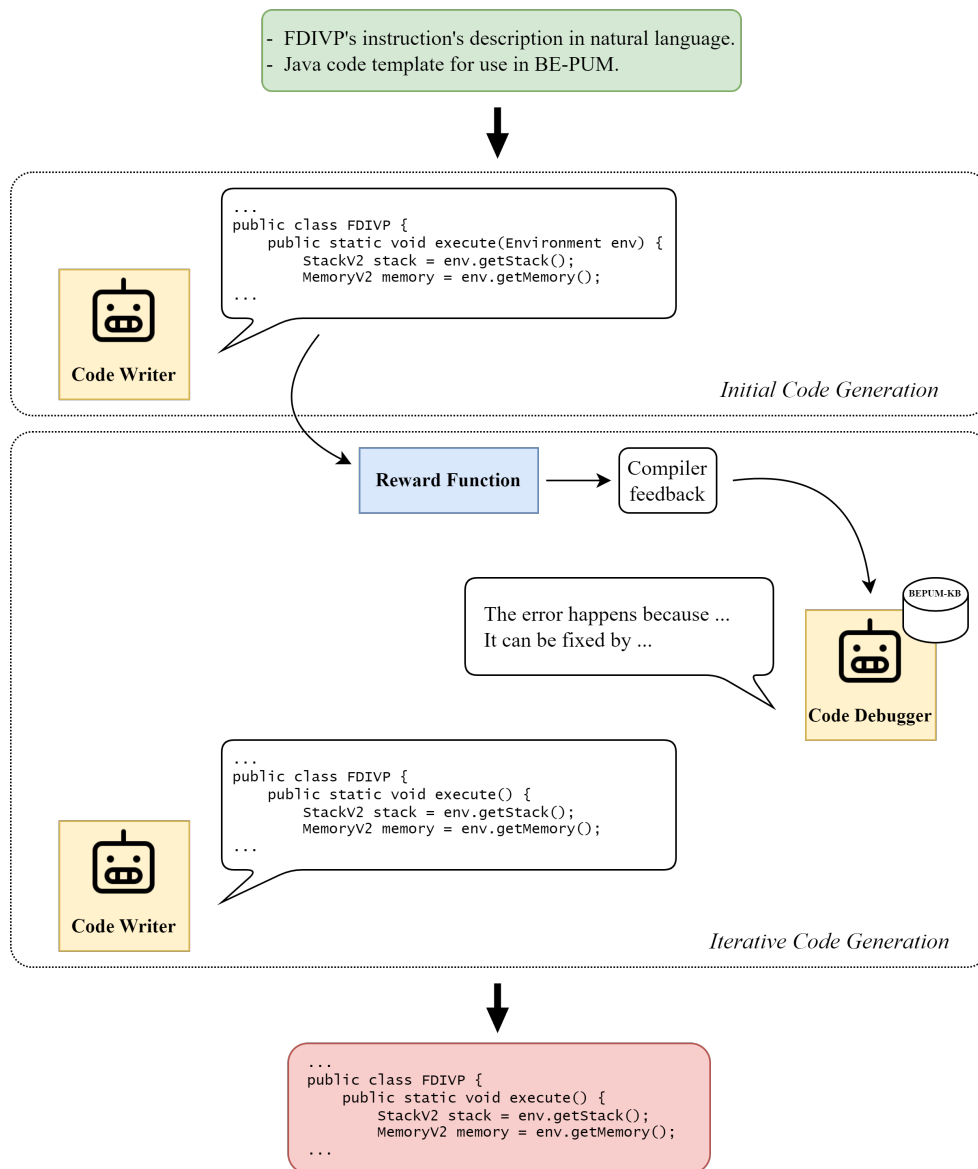 - FDIVP's instruction's description in natural language.
- Java code template for use in BE-PUM.
...
public class FDIVP {
    public static void execute(Environment env) {
        StackV2 stack = env.getStack();
        MemoryV2 memory = env.getMemory();
...
Code Writer
Initial Code Generation
Reward Function
Compiler
feedback
BEPUM-KB
The error happens because ...
It can be fixed by ...
Code Debugger
...
public class FDIVP {
    public static void execute() {
        StackV2 stack = env.getStack();
        MemoryV2 memory = env.getMemory();
...
Code Writer
Iterative Code Generation
...
public class FDIVP {
    public static void execute() {
        StackV2 stack = env.getStack();
        MemoryV2 memory = env.getMemory();
...